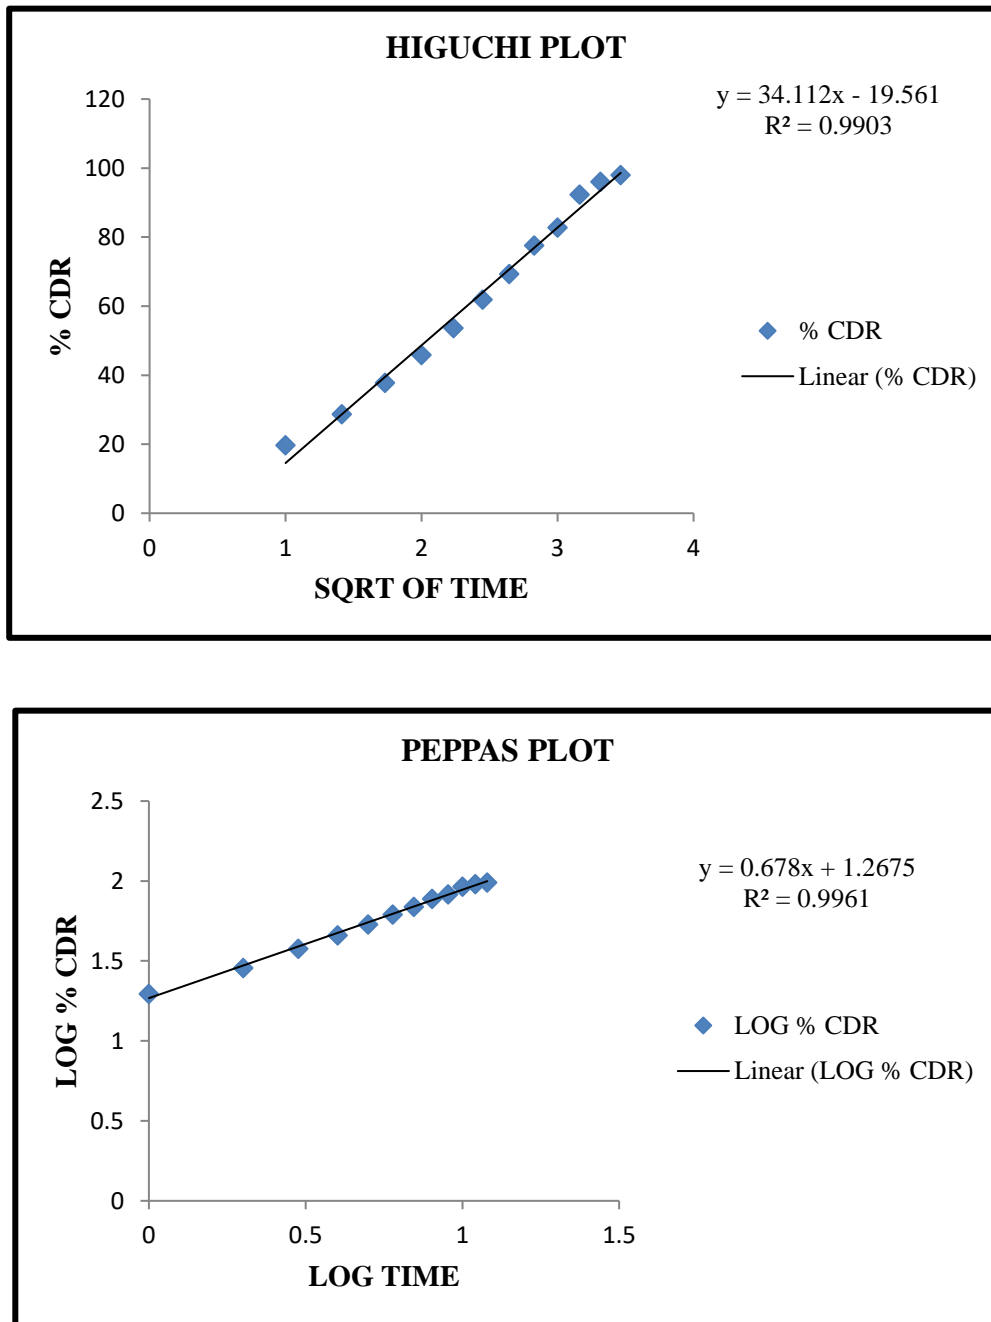 HIGUCHI PLOT
y = 34.112x - 19.561
R² = 0.9903
120
100
80
60
40
20
0
% CDR
0 1 2 3 4
SQRT OF TIME
% CDR
Linear (% CDR)
PEPPAS PLOT
y = 0.678x + 1.2675
R² = 0.9961
2.5
2
1.5
1
0.5
0
LOG % CDR
0 0.5 1 1.5
LOG TIME
LOG % CDR
Linear (LOG % CDR)